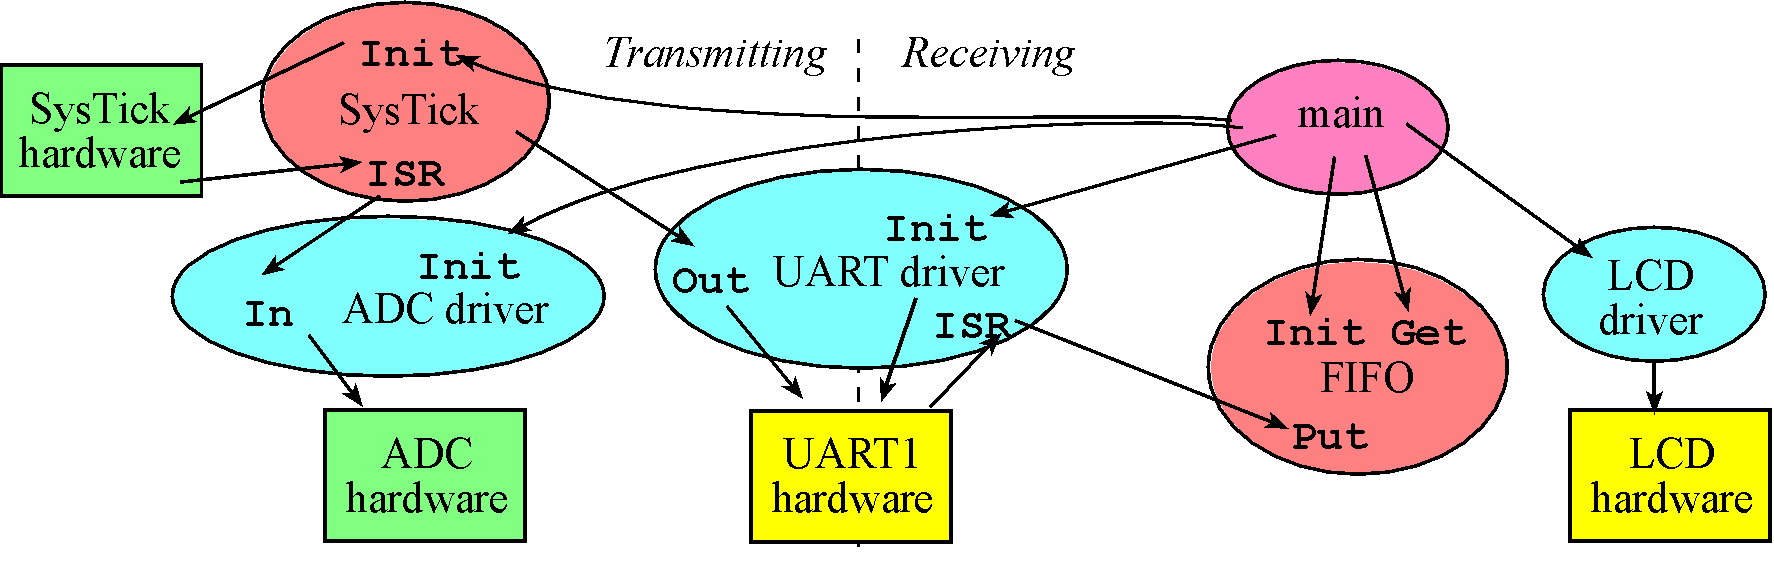 Init
SysTick
ISR
SysTick
hardware
Transmitting
Receiving
main
Init
In
ADC driver
Init
Out
UART driver
ISR
Init Get
FIFO
Put
LCD
driver
ADC
hardware
UART1
hardware
LCD
hardware